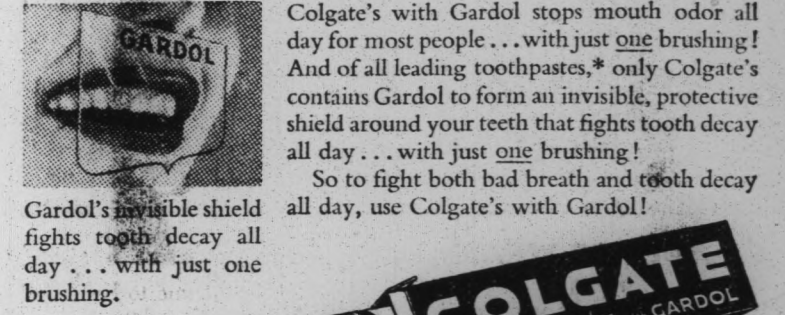 GARDOL
Gardol's invisible shield
fights tooth decay all
day . . . with just one
brushing.
Colgate's with Gardol stops mouth odor all
day for most people . . . with just one brushing!
And of all leading toothpastes,* only Colgate's
contains Gardol to form an invisible, protective
shield around your teeth that fights tooth decay
all day . . . with just one brushing!
So to fight both bad breath and tooth decay
all day, use Colgate's with Gardol!
COLGATE
GARDOL